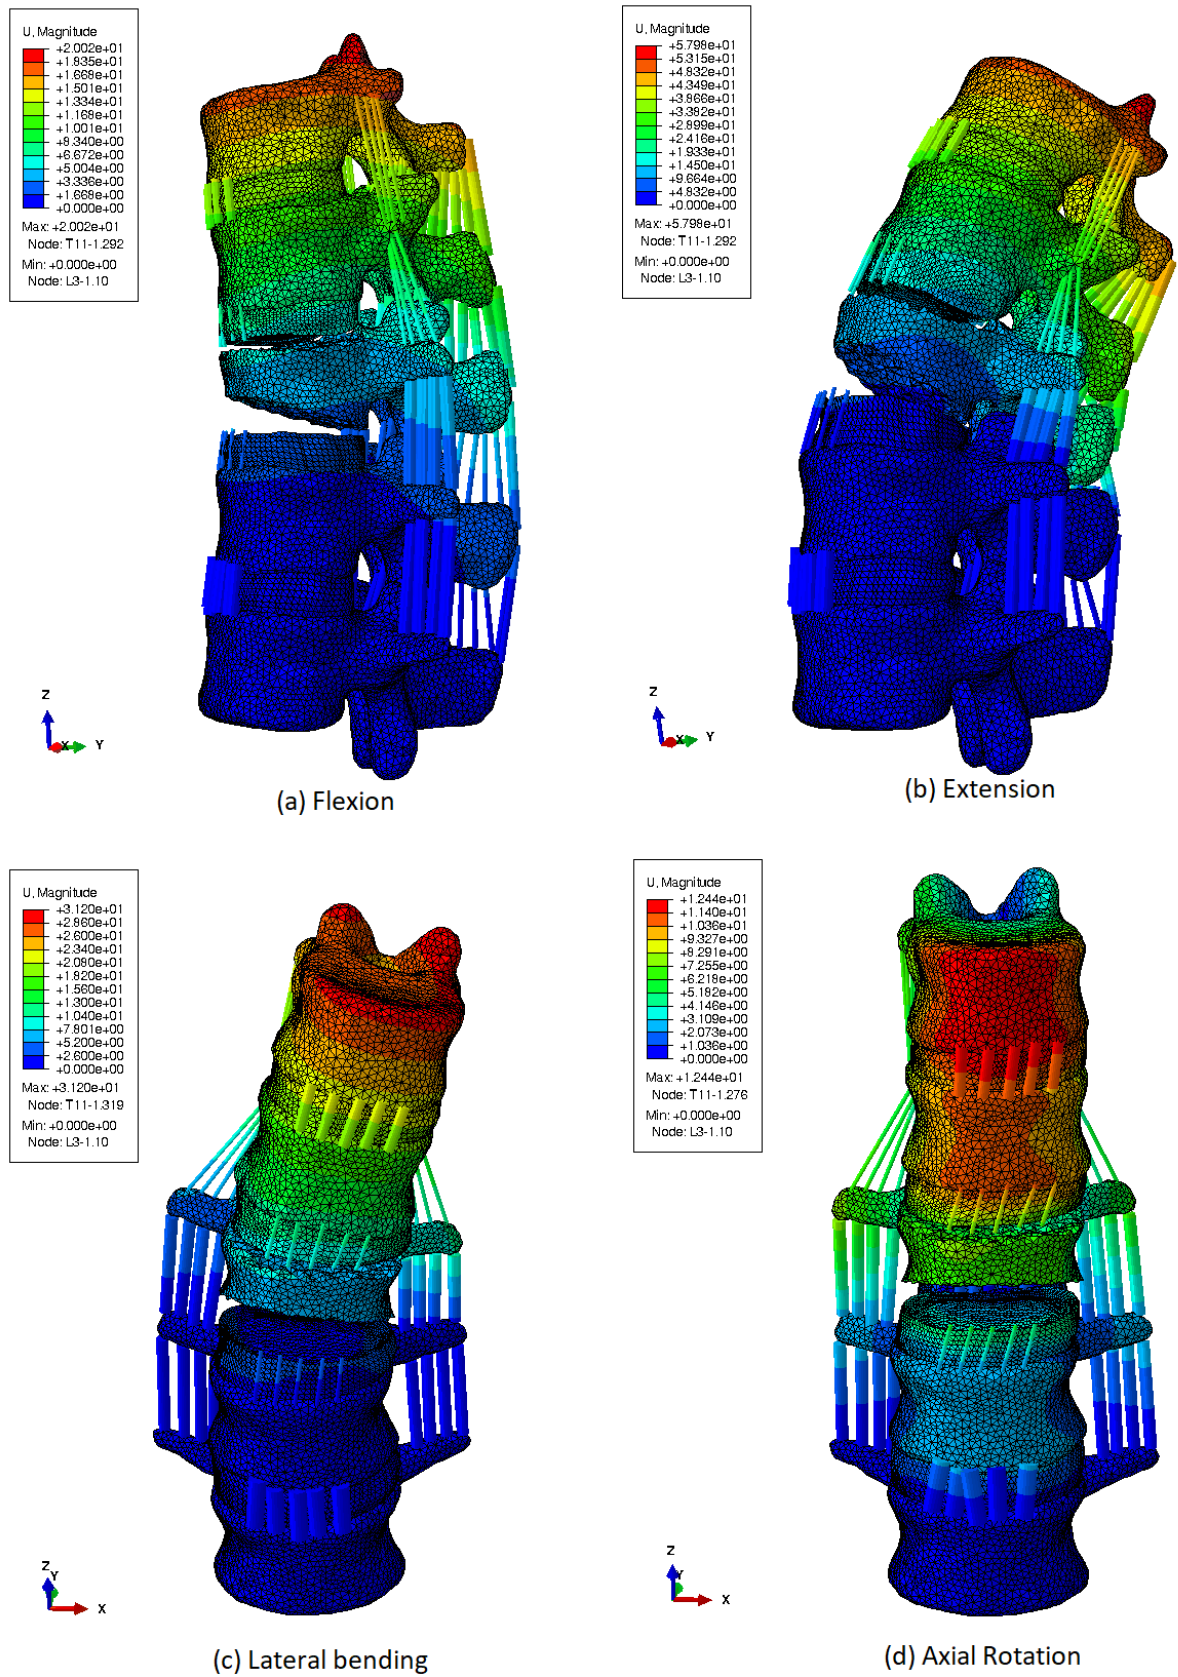 U, Magnitude
+2.002e+01
+1.835e+01
+1.668e+01
+1.501e+01
+1.334e+01
+1.168e+01
+1.001e+01
+8.340e+00
+6.672e+00
+5.004e+00
+3.336e+00
+1.668e+00
+0.000e+00
Max: +2.002e+01
Node: T11-1.292
Min: +0.000e+00
Node: L3-1.10
Z
X
Y
(a) Flexion
U, Magnitude
+5.798e+01
+5.315e+01
+4.832e+01
+4.349e+01
+3.866e+01
+3.382e+01
+2.899e+01
+2.416e+01
+1.933e+01
+1.450e+01
+9.664e+00
+4.832e+00
+0.000e+00
Max: +5.798e+01
Node: T11-1.292
Min: +0.000e+00
Node: L3-1.10
Z
X
Y
(b) Extension
U, Magnitude
+3.120e+01
+2.860e+01
+2.600e+01
+2.340e+01
+2.080e+01
+1.820e+01
+1.560e+01
+1.300e+01
+1.040e+01
+7.801e+00
+5.200e+00
+2.600e+00
+0.000e+00
Max: +3.120e+01
Node: T11-1.319
Min: +0.000e+00
Node: L3-1.10
Z
Y
X
(c) Lateral bending
U, Magnitude
+1.244e+01
+1.140e+01
+1.036e+01
+9.327e+00
+8.291e+00
+7.255e+00
+6.218e+00
+5.182e+00
+4.146e+00
+3.109e+00
+2.073e+00
+1.036e+00
+0.000e+00
Max: +1.244e+01
Node: T11-1.276
Min: +0.000e+00
Node: L3-1.10
Z
Y
X
(d) Axial Rotation